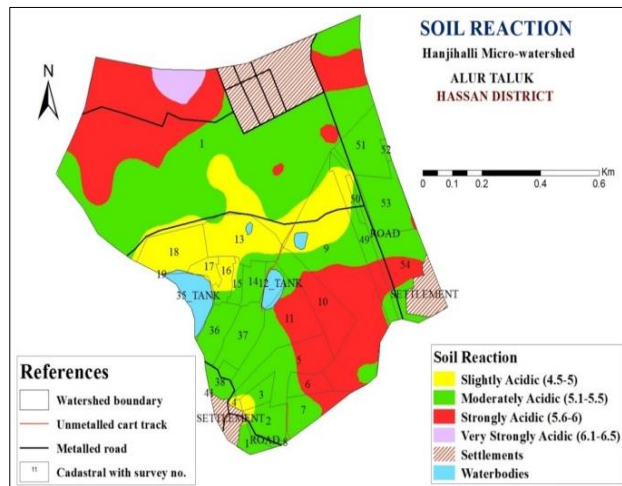 SOIL REACTION
Hanjihalli Micro-watershed
ALUR TALUK
HASSAN DISTRICT
N
0 0.1 0.2 0.4 0.6
Km
1
51
52
50
53
13
9
49
ROAD
18
17
16
19
15
14
12_TANK
54
35_TANK
10
SETTLEMENT
11
36
37
5
38
6
3
4
SETTLEMENT
2
7
1
ROAD
References
Watershed boundary
Unmetalled cart track
Metalled road
11 Cadastral with survey no.
Soil Reaction
Slightly Acidic (4.5-5)
Moderately Acidic (5.1-5.5)
Strongly Acidic (5.6-6)
Very Strongly Acidic (6.1-6.5)
Settlements
Waterbodies